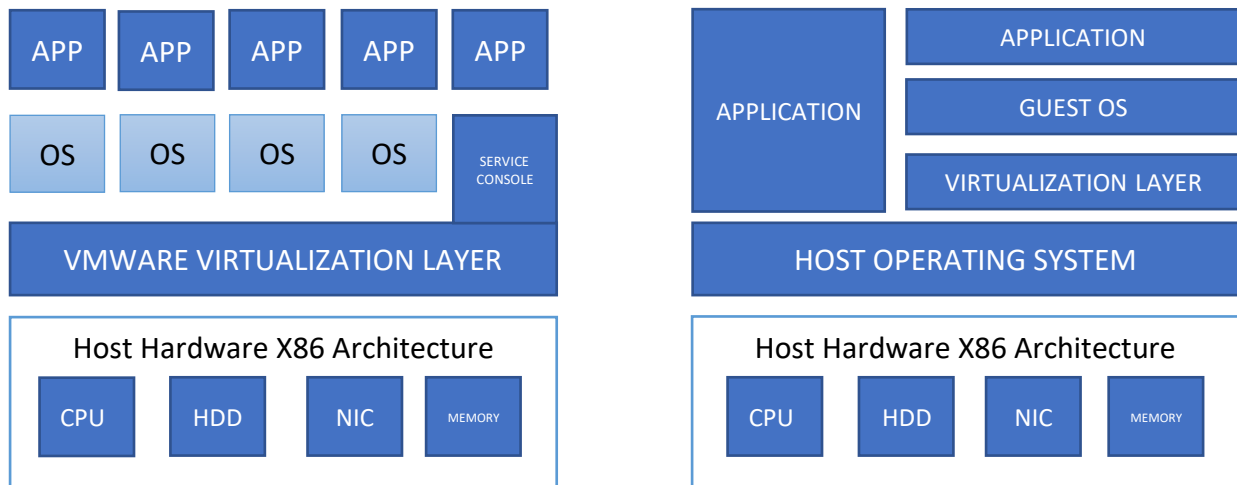 APP
APP
APP
APP
APP
OS
OS
OS
OS
SERVICE
CONSOLE
VMWARE VIRTUALIZATION LAYER
Host Hardware X86 Architecture
CPU
HDD
NIC
MEMORY
APPLICATION
APPLICATION
GUEST OS
VIRTUALIZATION LAYER
HOST OPERATING SYSTEM
Host Hardware X86 Architecture
CPU
HDD
NIC
MEMORY